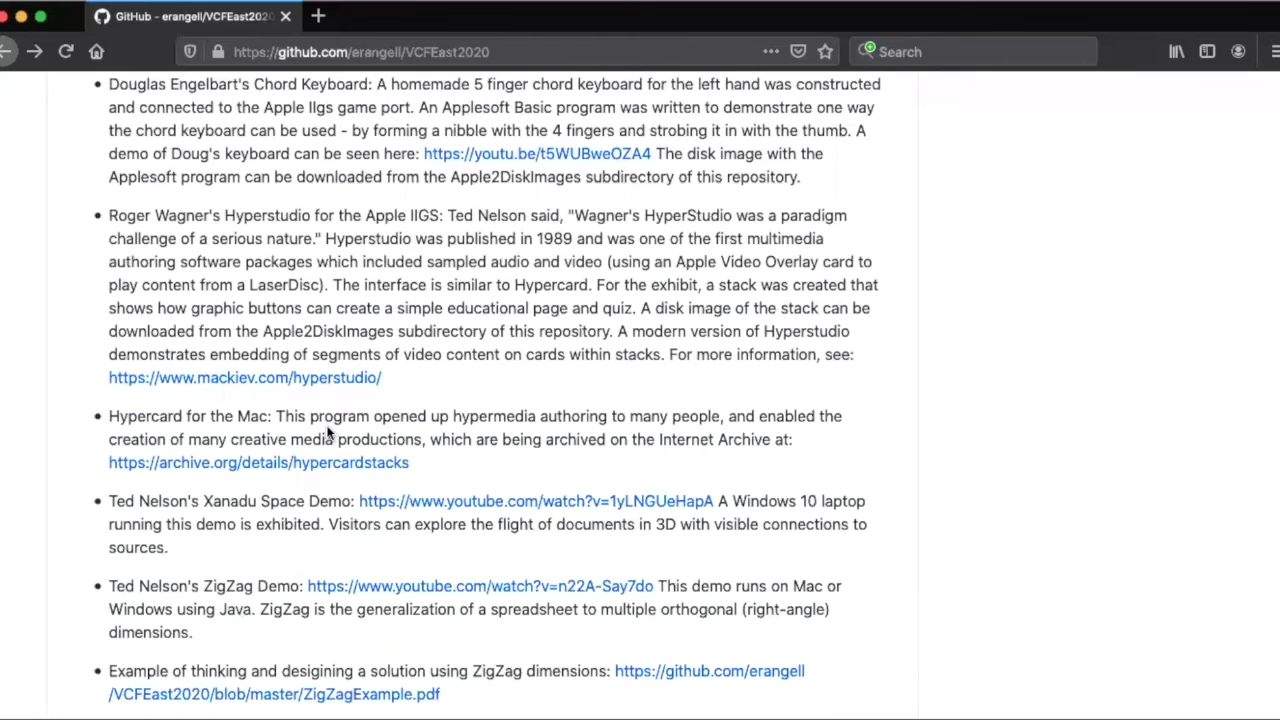 GitHub - erangell/VCFEast2020
https://github.com/erangell/VCFEast2020
Search
Douglas Engelbart's Chord Keyboard: A homemade 5 finger chord keyboard for the left hand was constructed
and connected to the Apple IIgs game port. An Applesoft Basic program was written to demonstrate one way
the chord keyboard can be used - by forming a nibble with the 4 fingers and strobing it in with the thumb. A
demo of Doug's keyboard can be seen here: https://youtu.be/t5WUBweOZA4 The disk image with the
Applesoft program can be downloaded from the Apple2DiskImages subdirectory of this repository.
Roger Wagner's Hyperstudio for the Apple IIGS: Ted Nelson said, "Wagner's HyperStudio was a paradigm
challenge of a serious nature." Hyperstudio was published in 1989 and was one of the first multimedia
authoring software packages which included sampled audio and video (using an Apple Video Overlay card to
play content from a LaserDisc). The interface is similar to Hypercard. For the exhibit, a stack was created that
shows how graphic buttons can create a simple educational page and quiz. A disk image of the stack can be
downloaded from the Apple2DiskImages subdirectory of this repository. A modern version of Hyperstudio
demonstrates embedding of segments of video content on cards within stacks. For more information, see:
https://www.mackiev.com/hyperstudio/
Hypercard for the Mac: This program opened up hypermedia authoring to many people, and enabled the
creation of many creative media productions, which are being archived on the Internet Archive at:
https://archive.org/details/hypercardstacks
Ted Nelson's Xanadu Space Demo: https://www.youtube.com/watch?v=1yLNGUeHapA A Windows 10 laptop
running this demo is exhibited. Visitors can explore the flight of documents in 3D with visible connections to
sources.
Ted Nelson's ZigZag Demo: https://www.youtube.com/watch?v=n22A-Say7do This demo runs on Mac or
Windows using Java. ZigZag is the generalization of a spreadsheet to multiple orthogonal (right-angle)
dimensions.
Example of thinking and desigining a solution using ZigZag dimensions: https://github.com/erangell
/VCFEast2020/blob/master/ZigZagExample.pdf